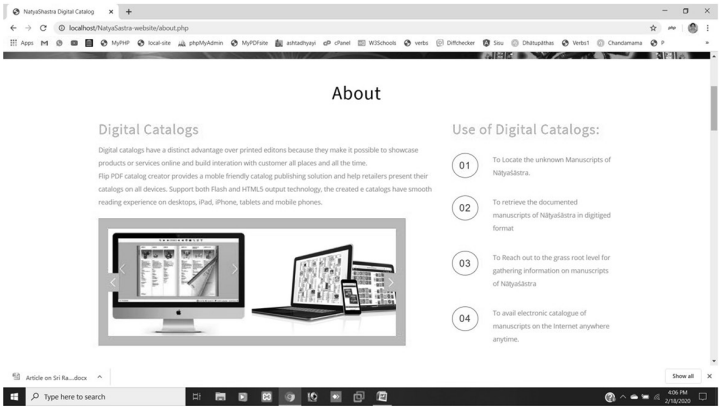 NatyaShastra Digital Catalog
localhost/NatyaSastra-website/about.php
php
Apps
MyPHP
local-site
phpMyAdmin
MyPDFsite
ashtadhyayi
cPanel
W3Schools
verbs
Diffchecker
Sisu
Dhātupāthas
Verbs1
Chandamama
P
About
Digital Catalogs
Digital catalogs have a distinct advantage over printed editons because they make it possible to showcase
products or services online and build interation with customer all places and all the time.
Flip PDF catalog creator provides a moble friendly catalog publishing solution and help retailers present their
catalogs on all devices. Support both Flash and HTML5 output technology, the created e catalogs have smooth
reading experience on desktops, iPad, iPhone, tablets and mobile phones.
Use of Digital Catalogs:
01
To Locate the unknown Manuscripts of
Nāṭyaśāstra.
02
To retrieve the documented
manuscripts of Nāṭyaśāstra in digitiged
format
03
To Reach out to the grass root level for
gathering information on manuscripts
of Nāṭyaśāstra
04
To avail electronic catalogue of
manuscripts on the Internet anywhere
anytime.
Article on Sri Ra....docx
Show all
Type here to search
4:06 PM
2/18/2020